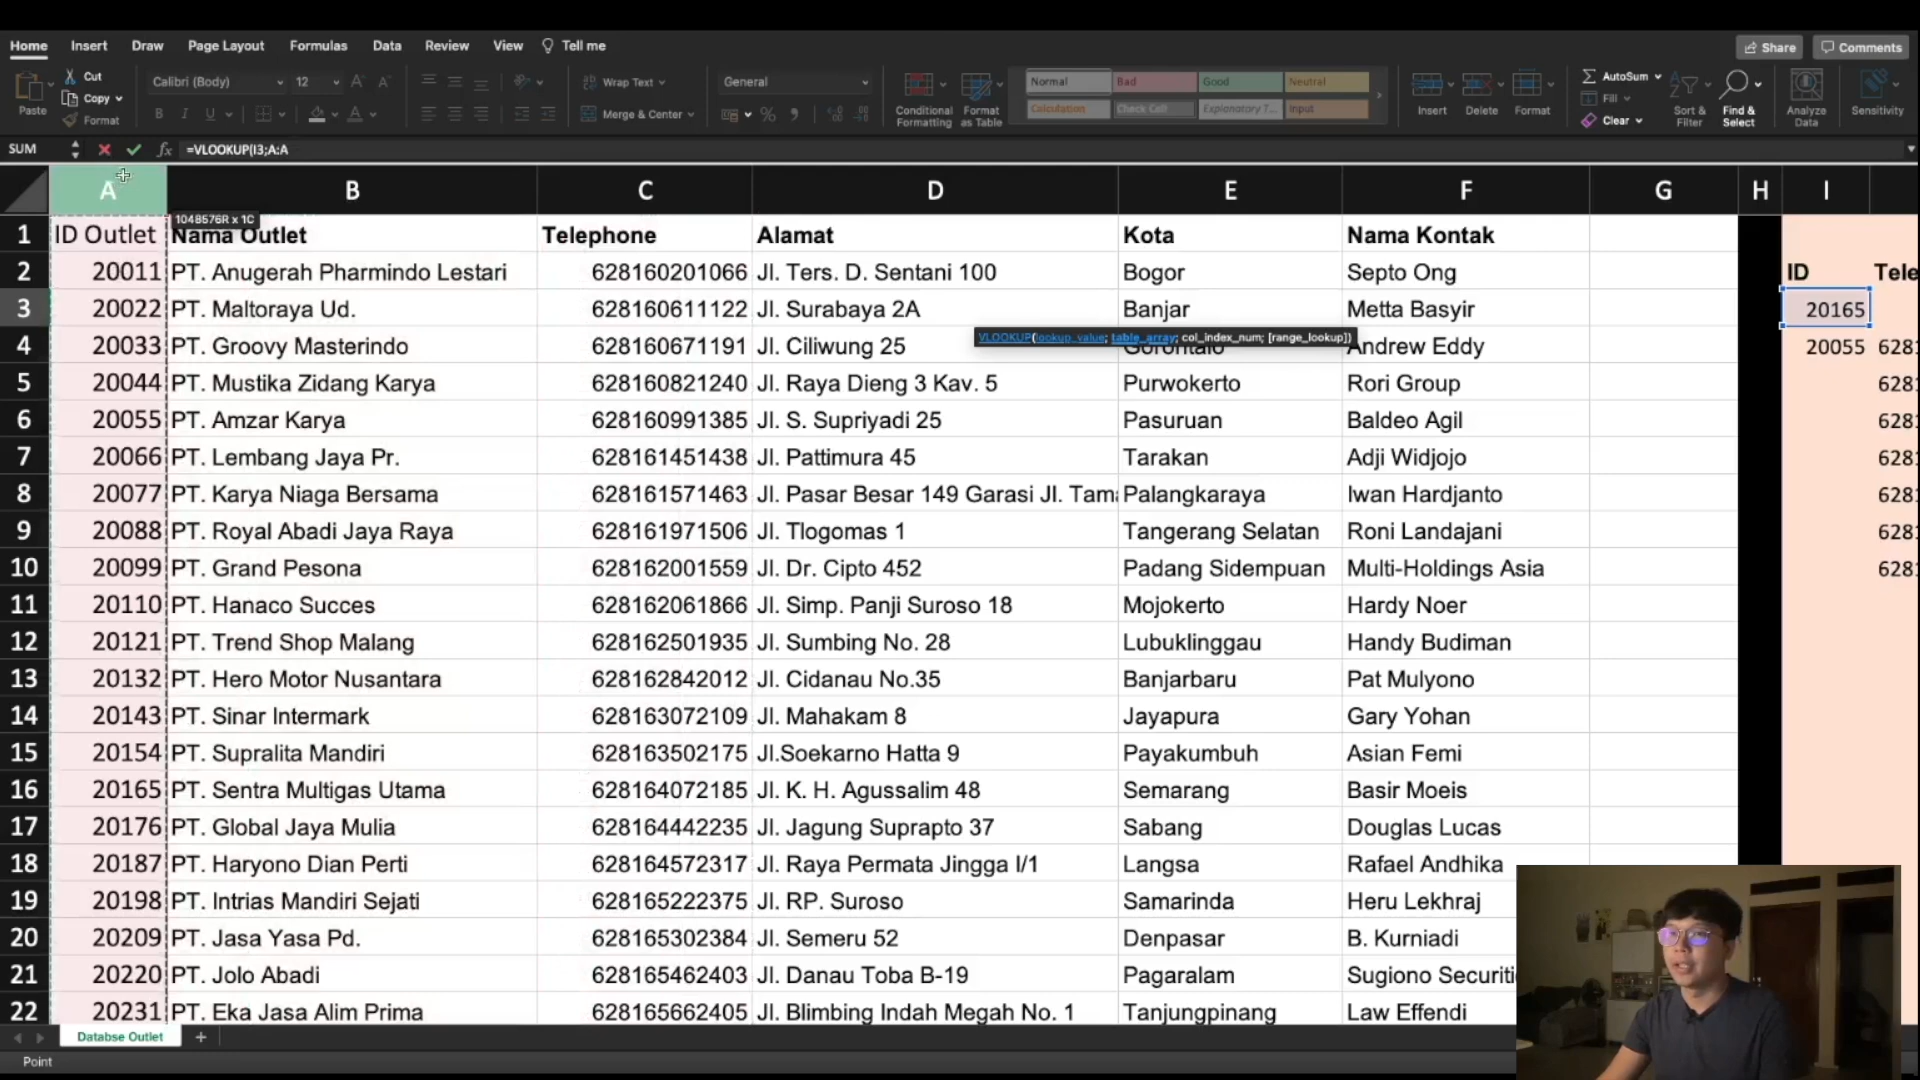 Home Insert Draw Page Layout Formulas Data Review View Tell me Share Comments
Paste Cut Copy Format
Calibri (Body) 12
Wrap Text
Merge & Center
General
Conditional Formatting
Format as Table
Normal Bad Good Neutral
Calculation Check Cell Explanatory T... Input
Insert Delete Format
AutoSum
Fill
Clear
Sort & Filter
Find & Select
Analyze Data
Sensitivity
SUM fx =VLOOKUP(I3;A:A
A B C D E F G H I
1048576R x 1C
1 ID Outlet Nama Outlet Telephone Alamat Kota Nama Kontak
2 20011 PT. Anugerah Pharmindo Lestari 628160201066 Jl. Ters. D. Sentani 100 Bogor Septo Ong ID Tele
3 20022 PT. Maltoraya Ud. 628160611122 Jl. Surabaya 2A Banjar Metta Basyir 20165
VLOOKUP(lookup_value; table_array; col_index_num; [range_lookup])
4 20033 PT. Groovy Masterindo 628160671191 Jl. Ciliwung 25 Gorontalo Andrew Eddy 20055 6281
5 20044 PT. Mustika Zidang Karya 628160821240 Jl. Raya Dieng 3 Kav. 5 Purwokerto Rori Group 6281
6 20055 PT. Amzar Karya 628160991385 Jl. S. Supriyadi 25 Pasuruan Baldeo Agil 6281
7 20066 PT. Lembang Jaya Pr. 628161451438 Jl. Pattimura 45 Tarakan Adji Widjojo 6281
8 20077 PT. Karya Niaga Bersama 628161571463 Jl. Pasar Besar 149 Garasi Jl. Tama Palangkaraya Iwan Hardjanto 6281
9 20088 PT. Royal Abadi Jaya Raya 628161971506 Jl. Tlogomas 1 Tangerang Selatan Roni Landajani 6281
10 20099 PT. Grand Pesona 628162001559 Jl. Dr. Cipto 452 Padang Sidempuan Multi-Holdings Asia 6281
11 20110 PT. Hanaco Succes 628162061866 Jl. Simp. Panji Suroso 18 Mojokerto Hardy Noer
12 20121 PT. Trend Shop Malang 628162501935 Jl. Sumbing No. 28 Lubuklinggau Handy Budiman
13 20132 PT. Hero Motor Nusantara 628162842012 Jl. Cidanau No.35 Banjarbaru Pat Mulyono
14 20143 PT. Sinar Intermark 628163072109 Jl. Mahakam 8 Jayapura Gary Yohan
15 20154 PT. Supralita Mandiri 628163502175 Jl.Soekarno Hatta 9 Payakumbuh Asian Femi
16 20165 PT. Sentra Multigas Utama 628164072185 Jl. K. H. Agussalim 48 Semarang Basir Moeis
17 20176 PT. Global Jaya Mulia 628164442235 Jl. Jagung Suprapto 37 Sabang Douglas Lucas
18 20187 PT. Haryono Dian Perti 628164572317 Jl. Raya Permata Jingga I/1 Langsa Rafael Andhika
19 20198 PT. Intrias Mandiri Sejati 628165222375 Jl. RP. Suroso Samarinda Heru Lekhraj
20 20209 PT. Jasa Yasa Pd. 628165302384 Jl. Semeru 52 Denpasar B. Kurniadi
21 20220 PT. Jolo Abadi 628165462403 Jl. Danau Toba B-19 Pagaralam Sugiono Securiti
22 20231 PT. Eka Jasa Alim Prima 628165662405 Jl. Blimbing Indah Megah No. 1 Tanjungpinang Law Effendi
Databse Outlet
Point